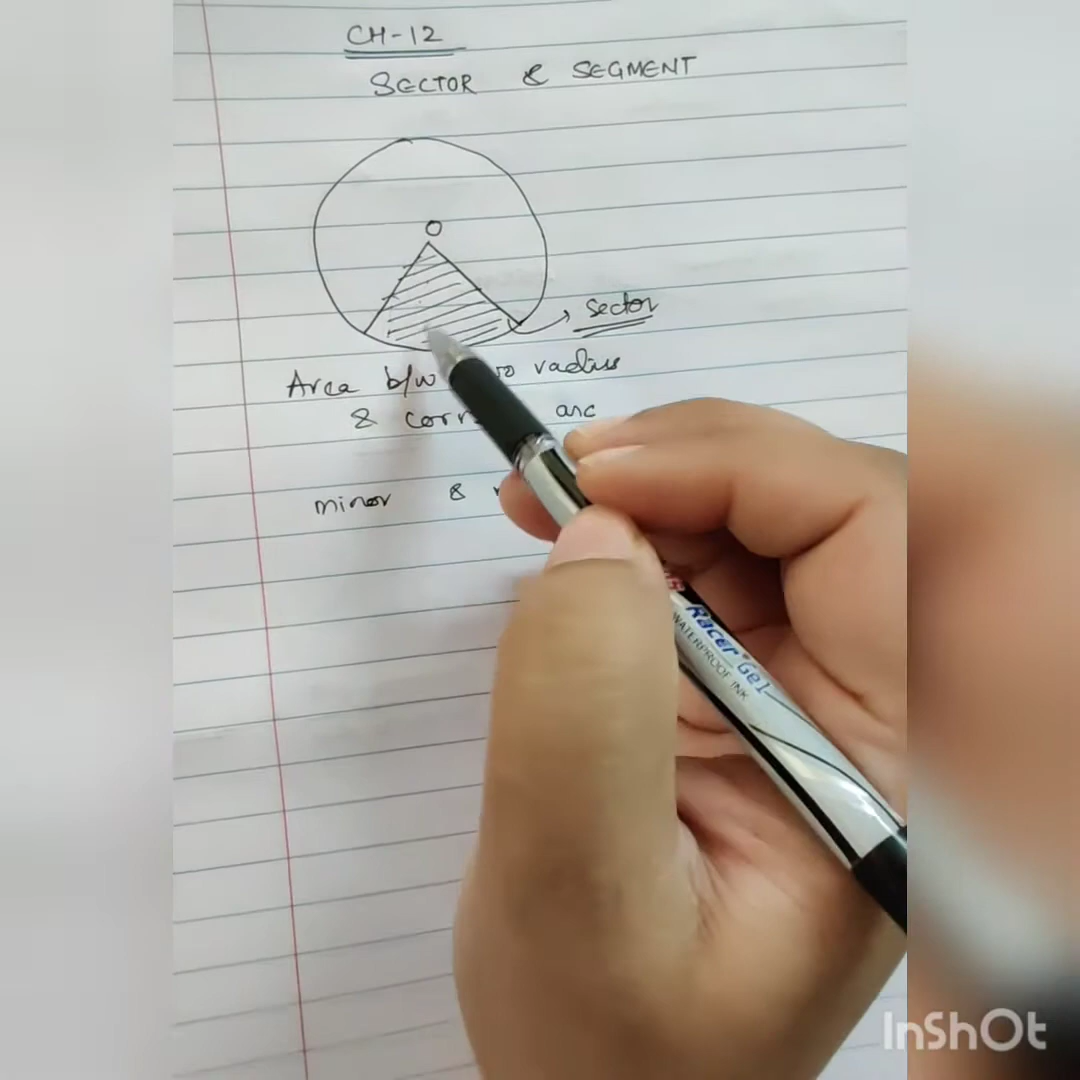 CH-12
SECTOR & SEGMENT
O
sector
Area b/w radius
& arc
minor &
Racer Gel
WATERPROOF INK
InShOt